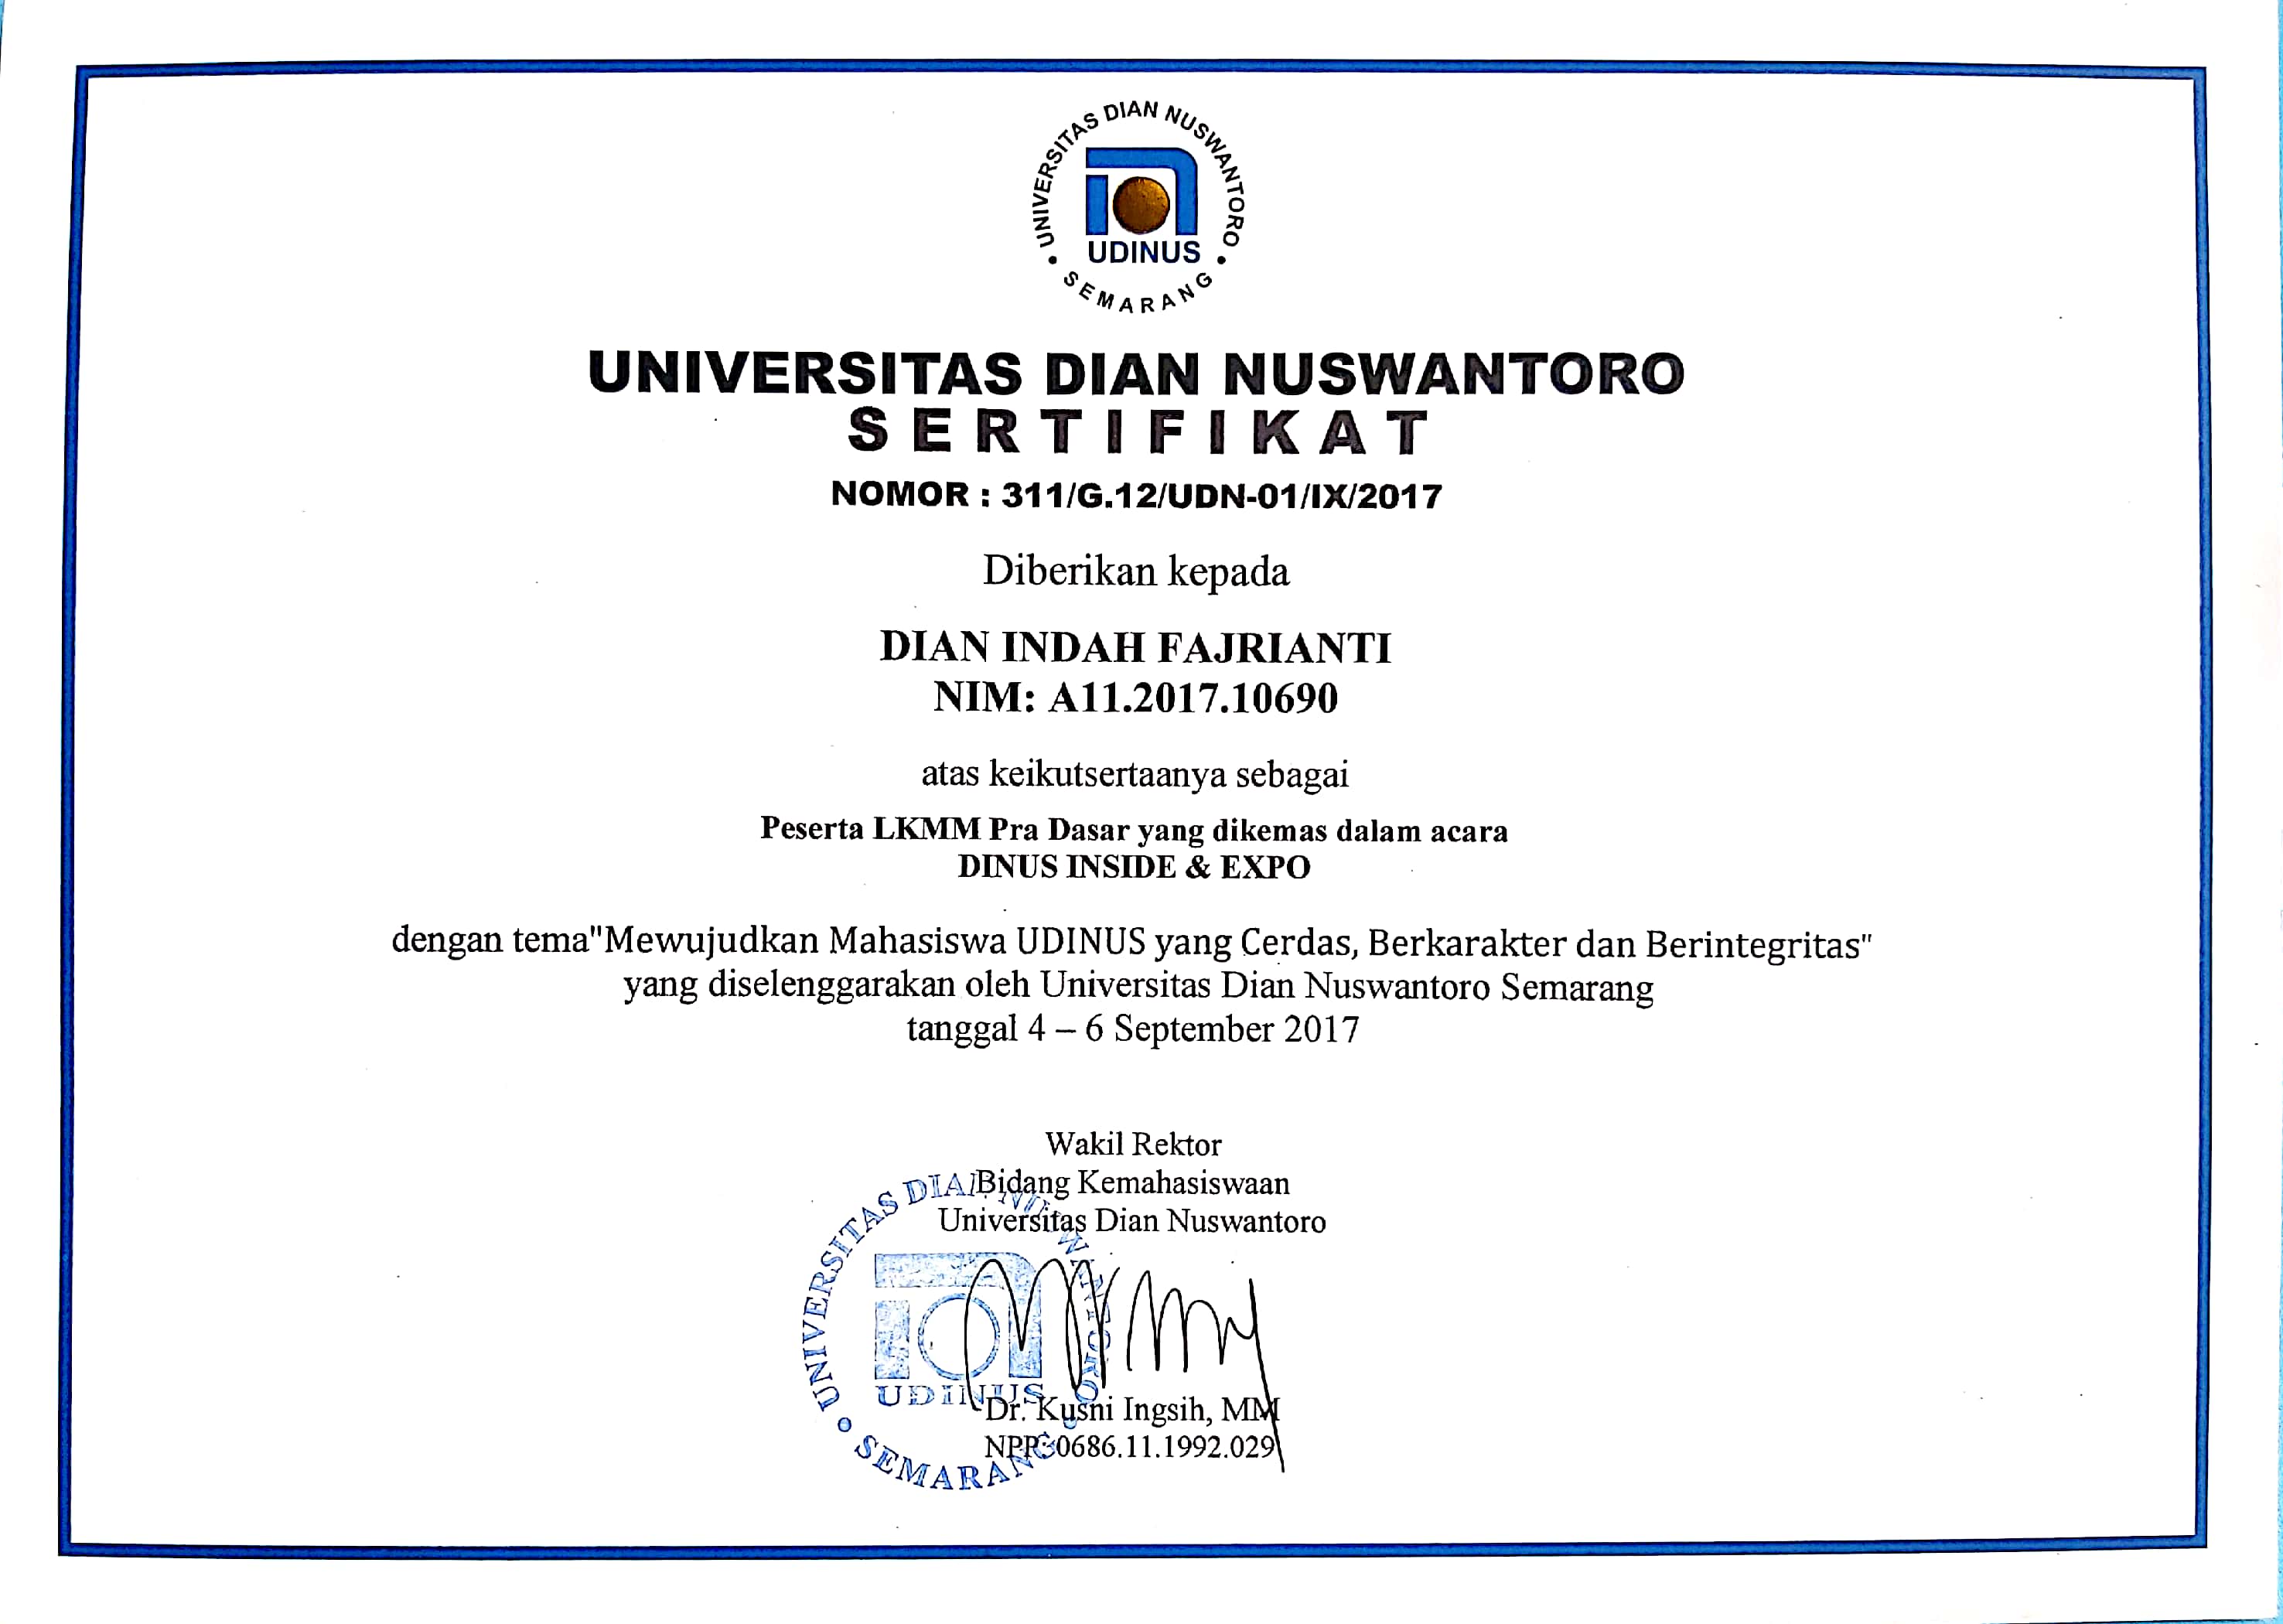 UNIVERSITAS DIAN NUSWANTORO
UDINUS
SEMARANG
UNIVERSITAS DIAN NUSWANTORO
SERTIFIKAT
NOMOR : 311/G.12/UDN-01/IX/2017
Diberikan kepada
DIAN INDAH FAJRIANTI
NIM: A11.2017.10690
atas keikutsertaanya sebagai
Peserta LKMM Pra Dasar yang dikemas dalam acara
DINUS INSIDE & EXPO
dengan tema"Mewujudkan Mahasiswa UDINUS yang Cerdas, Berkarakter dan Berintegritas"
yang diselenggarakan oleh Universitas Dian Nuswantoro Semarang
tanggal 4 – 6 September 2017
Wakil Rektor
Bidang Kemahasiswaan
Universitas Dian Nuswantoro
UNIVERSITAS DIAN NUSWANTORO
UDINUS
SEMARANG
Dr. Kusni Ingsih, MM
NPP: 0686.11.1992.029